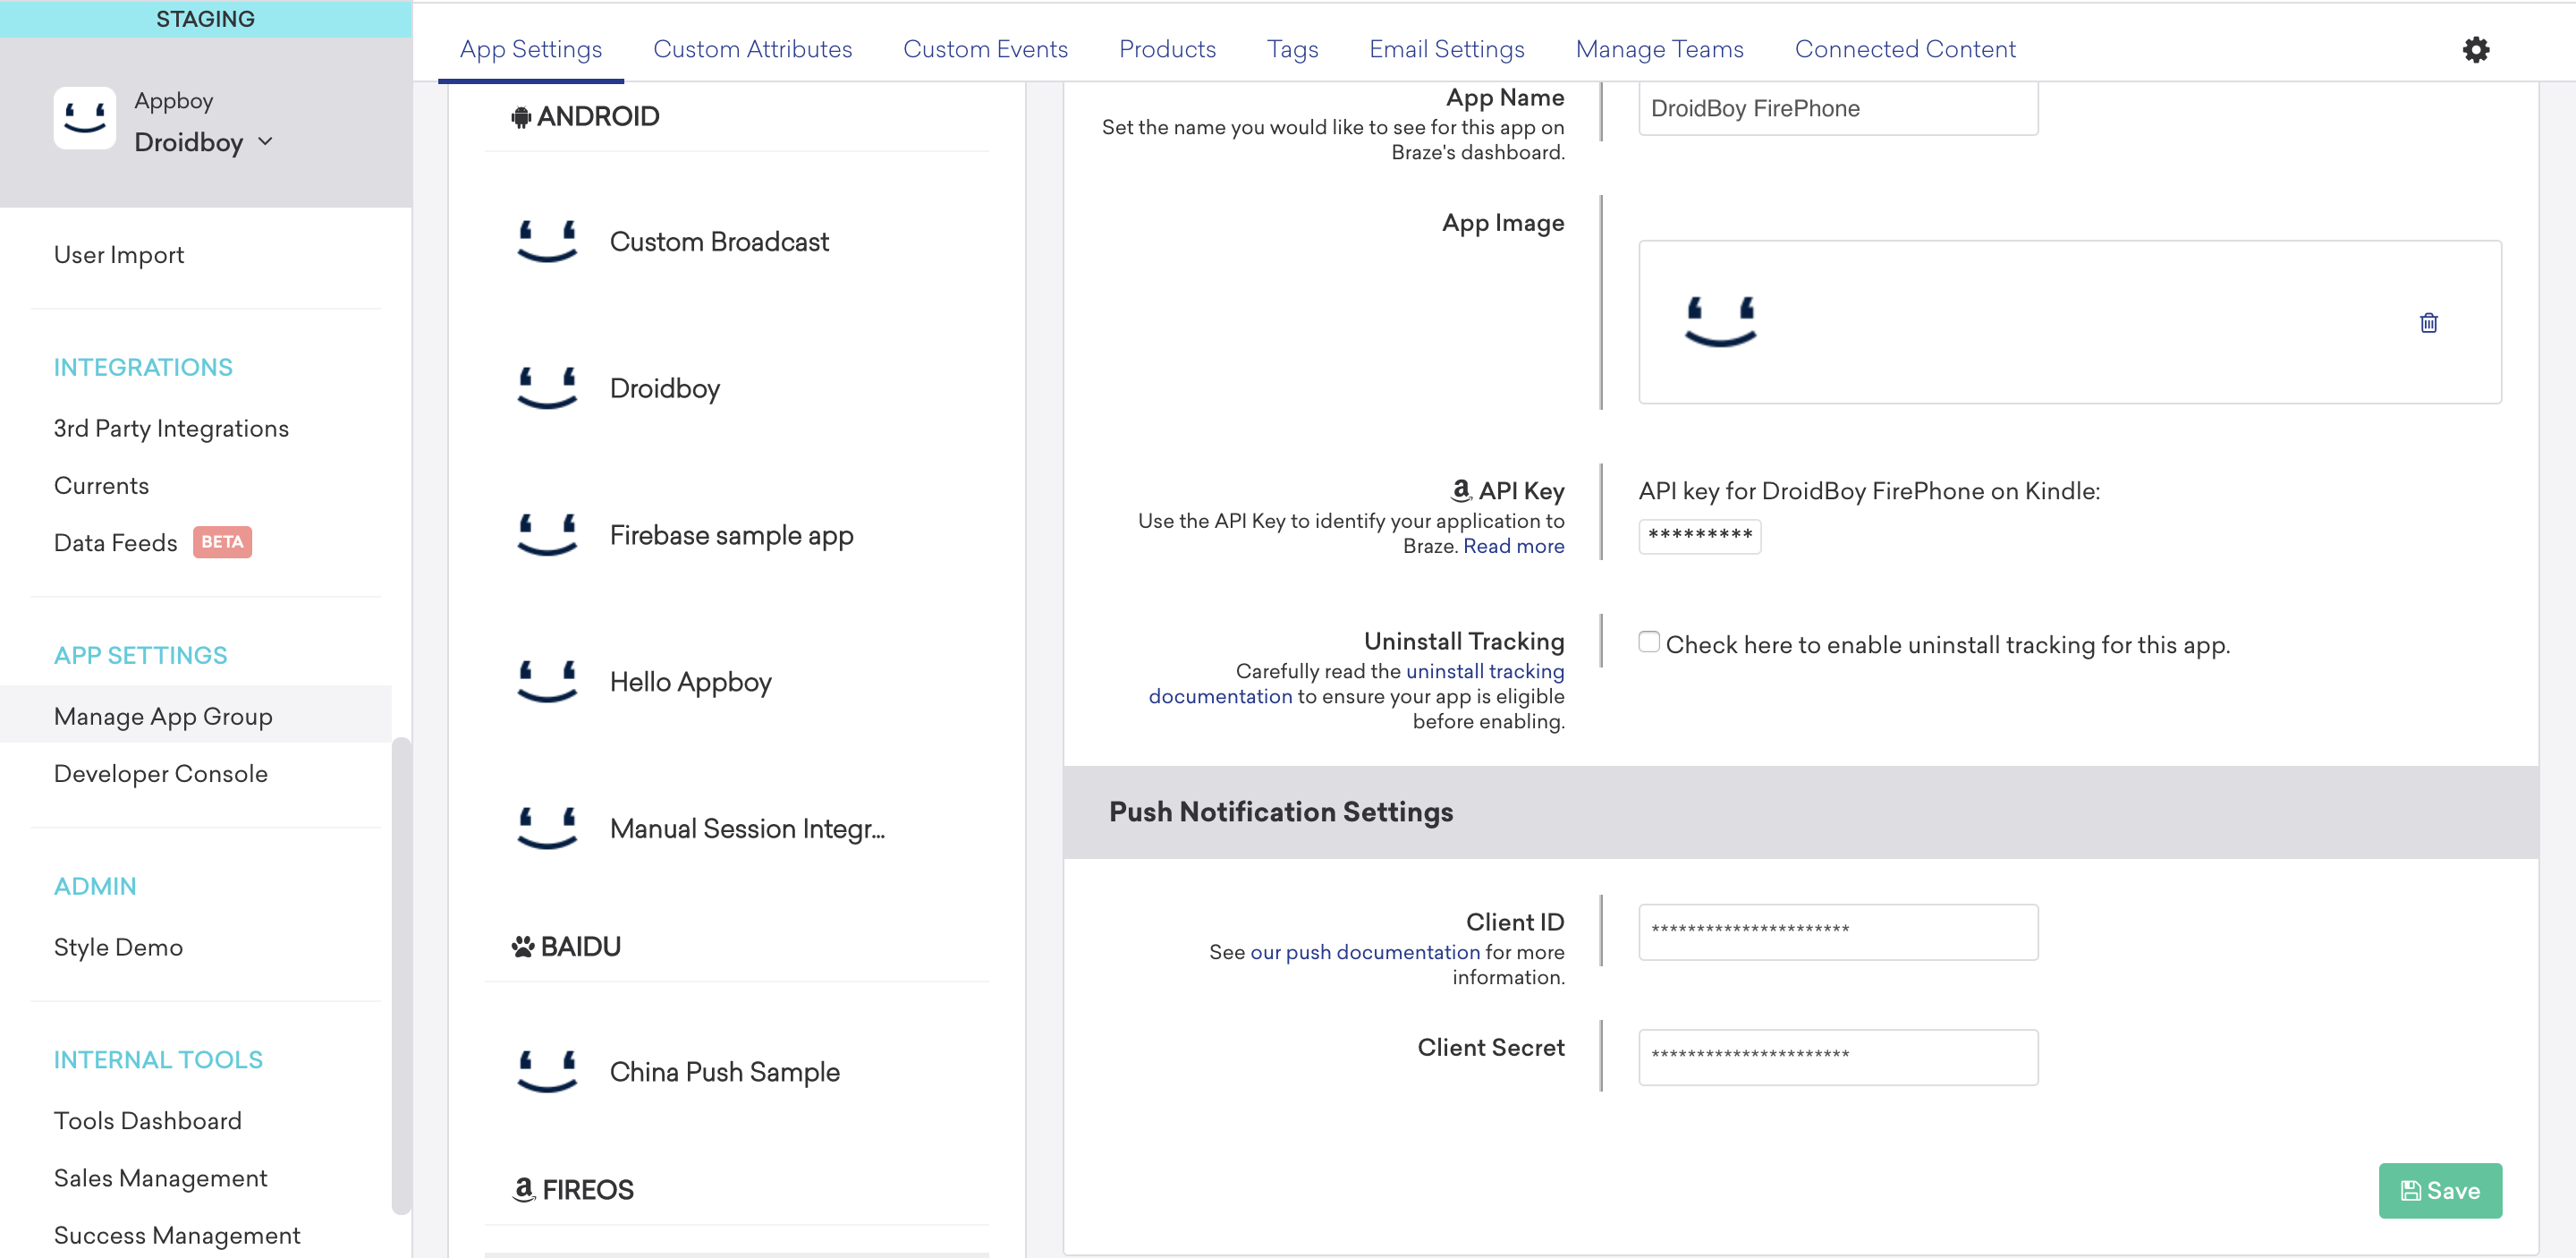 STAGING
Appboy
Droidboy
User Import
INTEGRATIONS
3rd Party Integrations
Currents
Data Feeds BETA
APP SETTINGS
Manage App Group
Developer Console
ADMIN
Style Demo
INTERNAL TOOLS
Tools Dashboard
Sales Management
Success Management
App Settings Custom Attributes Custom Events Products Tags Email Settings Manage Teams Connected Content
ANDROID
Custom Broadcast
Droidboy
Firebase sample app
Hello Appboy
Manual Session Integr...
BAIDU
China Push Sample
FIREOS
App Name
Set the name you would like to see for this app on
Braze's dashboard.
DroidBoy FirePhone
App Image
API Key
Use the API Key to identify your application to
Braze. Read more
API key for DroidBoy FirePhone on Kindle:
*********
Uninstall Tracking
Carefully read the uninstall tracking
documentation to ensure your app is eligible
before enabling.
Check here to enable uninstall tracking for this app.
Push Notification Settings
Client ID
See our push documentation for more
information.
**********************
Client Secret
**********************
Save